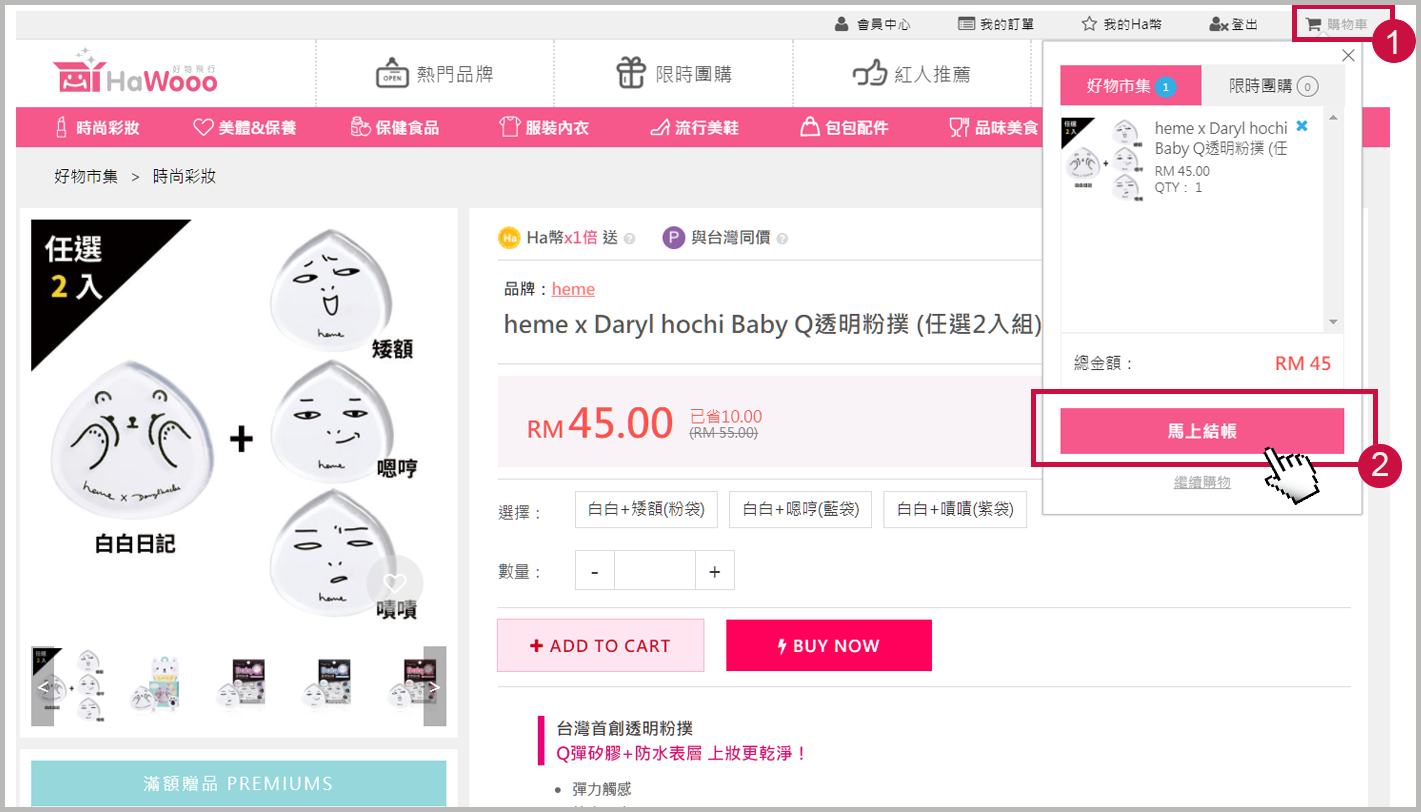 會員中心
我的訂單
我的Ha幣
登出
購物車
1
好物飛行
HaWooo
OPEN
熱門品牌
限時團購
紅人推薦
時尚彩妝
美體&保養
保健食品
服裝內衣
流行美鞋
包包配件
品味美食
好物市集 1
限時團購 0
heme x Daryl hochi
Baby Q透明粉撲 (任
RM 45.00
QTY： 1
總金額：
RM 45
馬上結帳
2
繼續購物
好物市集 > 時尚彩妝
任選
2 入
heme
矮額
heme
嗯哼
heme
嘖嘖
+
heme x Darylhochi
白白日記
Ha Ha幣x1倍 送 ?
P 與台灣同價 ?
品牌：heme
heme x Daryl hochi Baby Q透明粉撲 (任選2入組)
RM 45.00
已省10.00
(RM 55.00)
選擇：
白白+矮額(粉袋)
白白+嗯哼(藍袋)
白白+嘖嘖(紫袋)
數量：
-
+
ADD TO CART
BUY NOW
台灣首創透明粉撲
Q彈矽膠+防水表層 上妝更乾淨！
• 彈力觸感
滿額贈品 PREMIUMS